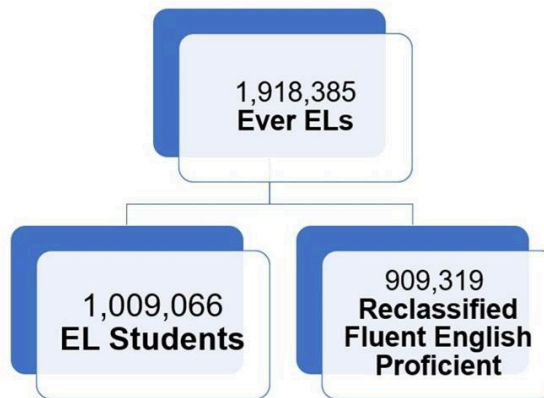 1,918,385
Ever ELs
1,009,066
EL Students
909,319
Reclassified
Fluent English
Proficient